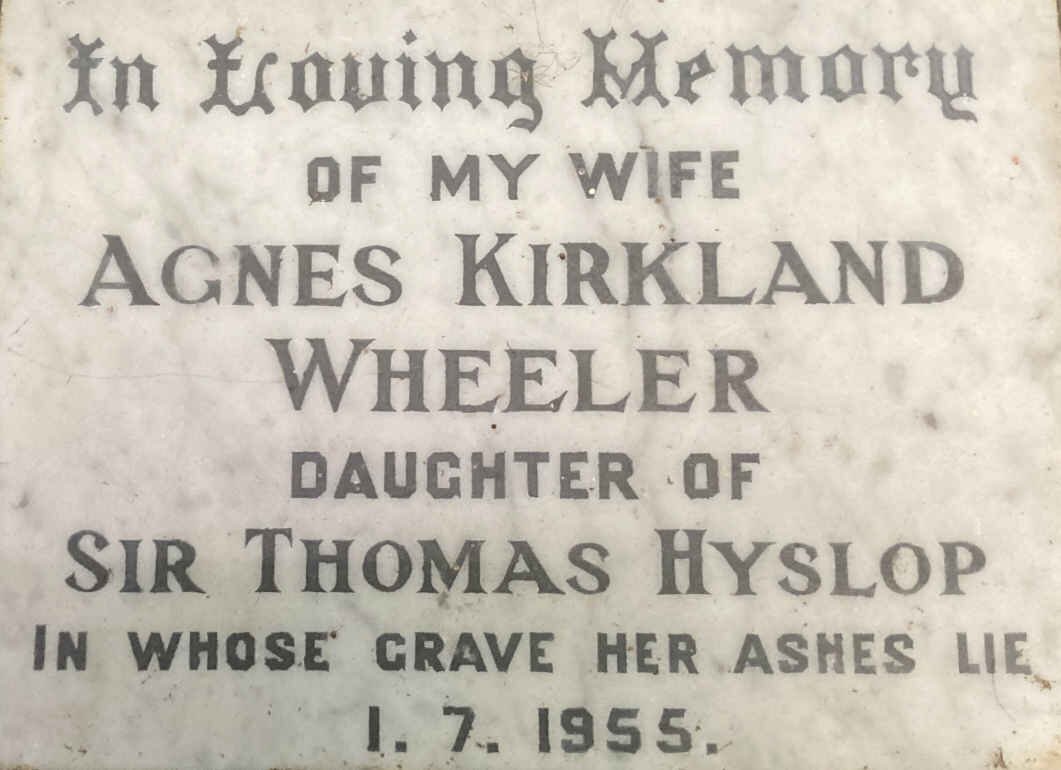 In Loving Memory
OF MY WIFE
AGNES KIRKLAND
WHEELER
DAUGHTER OF
SIR THOMAS HYSLOP
IN WHOSE GRAVE HER ASHES LIE
1. 7. 1955.